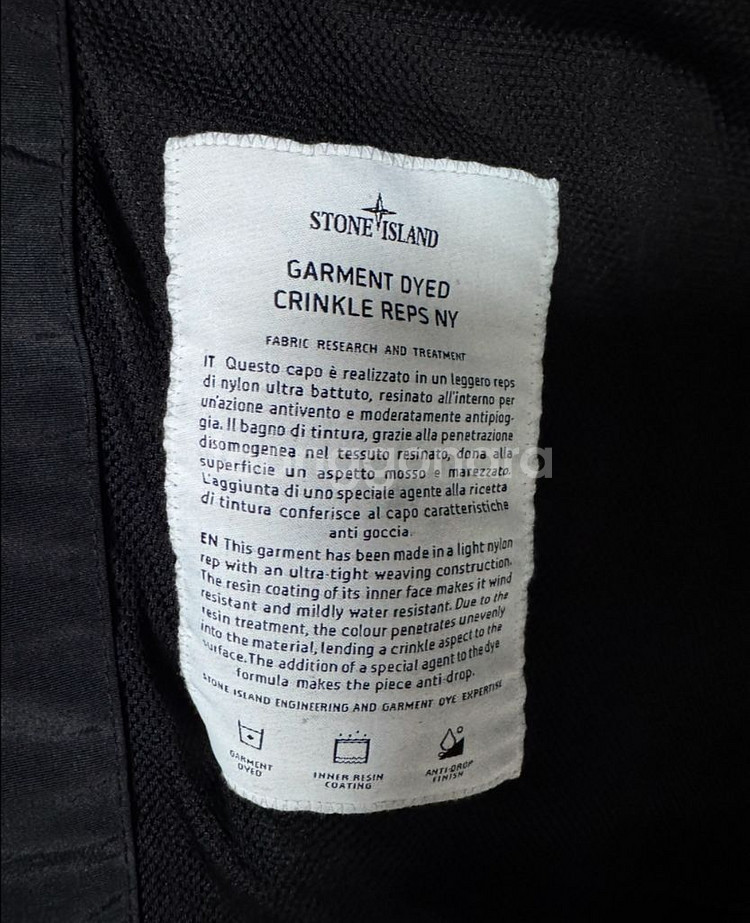 STONE ISLAND
GARMENT DYED
CRINKLE REPS NY
FABRIC RESEARCH AND TREATMENT
IT Questo capo è realizzato in un leggero reps
di nylon ultra battuto, resinato all'interno per
un'azione antivento e moderatamente antipiog-
gia. Il bagno di tintura, grazie alla penetrazione
disomogenea nel tessuto resinato, dona alla
superficie un aspetto mosso e marezzato.
L'aggiunta di uno speciale agente alla ricetta
di tintura conferisce al capo caratteristiche
anti goccia.
EN This garment has been made in a light nylon
rep with an ultra-tight weaving construction.
The resin coating of its inner face makes it wind
resistant and mildly water resistant. Due to the
resin treatment, the colour penetrates unevenly
into the material, lending a crinkle aspect to the
surface. The addition of a special agent to the dye
formula makes the piece anti-drop.
STONE ISLAND ENGINEERING AND GARMENT DYE EXPERTISE
GARMENT
DYED
INNER RESIN
COATING
ANTI-DROP
FINISH